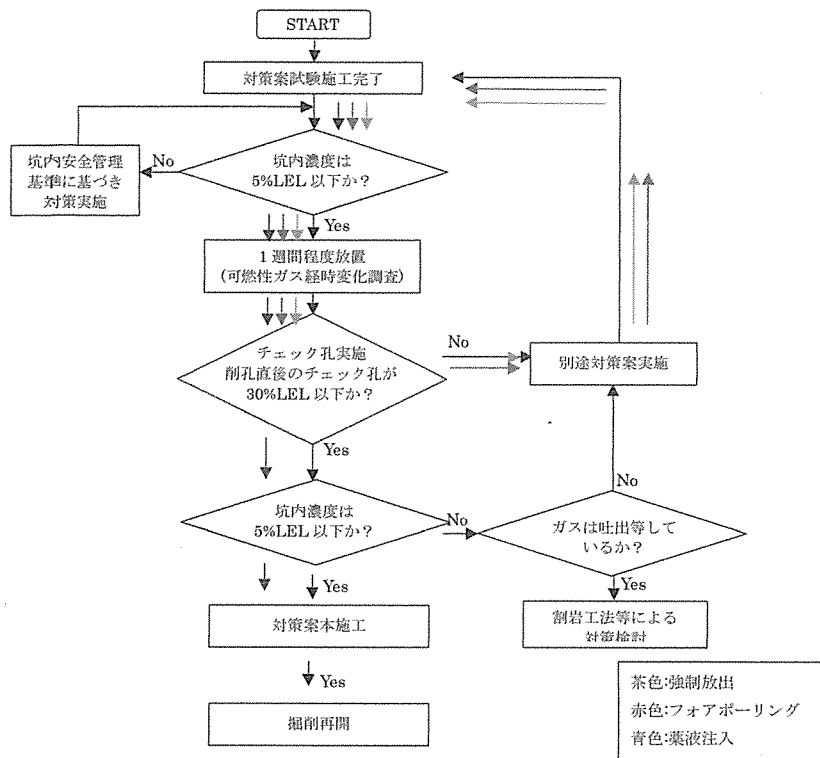 START
対策案試験施工完了
坑内濃度は
5%LEL 以下か？
No
坑内安全管理
基準に基づき
対策実施
Yes
1 週間程度放置
(可燃性ガス経時変化調査)
チェック孔実施
削孔直後のチェック孔が
30%LEL 以下か？
No
別途対策案実施
Yes
坑内濃度は
5%LEL 以下か？
No
ガスは吐出等して
いるか？
No
Yes
割岩工法等による
対策検討
Yes
対策案本施工
Yes
掘削再開
茶色:強制放出
赤色:フォアポーリング
青色:薬液注入